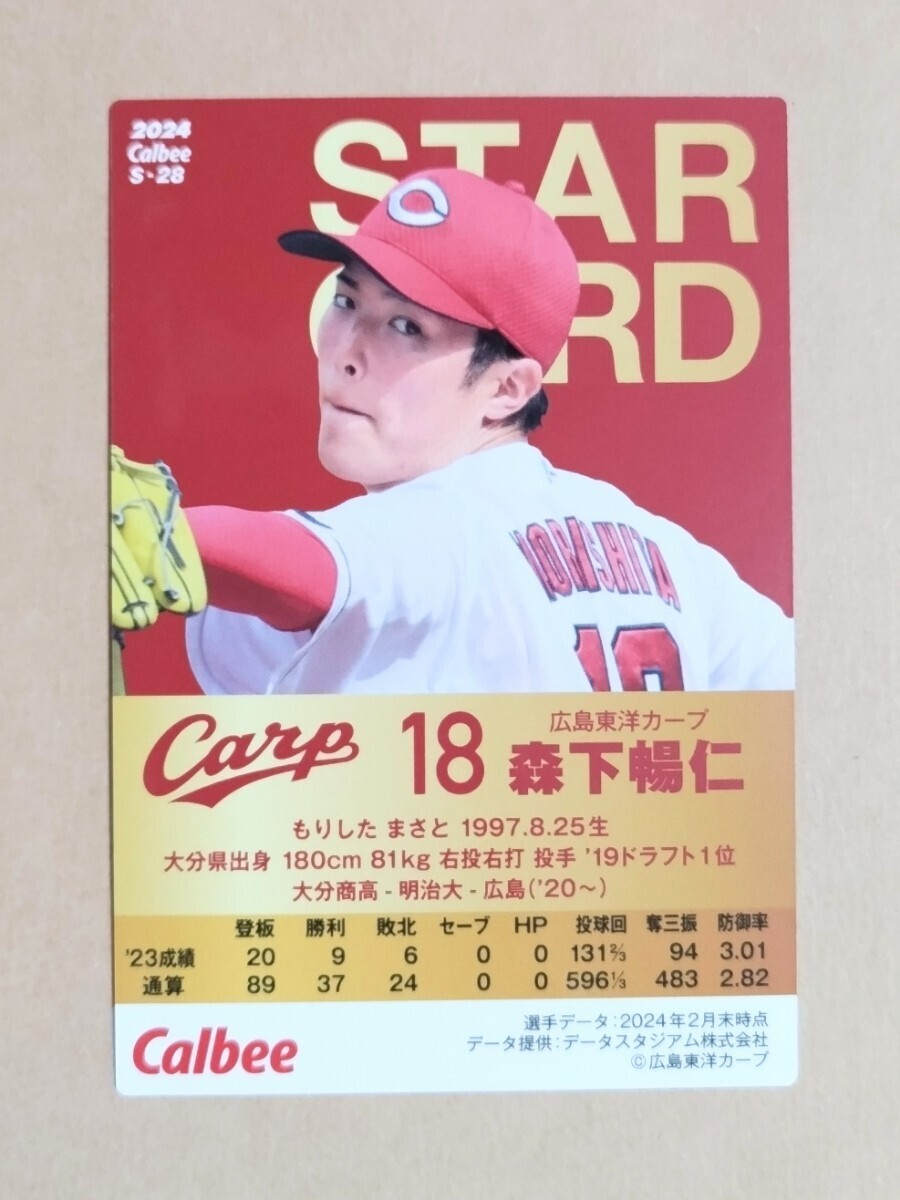 2024
Calbee
S・28
STAR
CARD
C
MORISHITA
18
Carp
18
広島東洋カープ
森下暢仁
もりした まさと 1997.8.25生
大分県出身 180cm 81kg 右投右打 投手 '19ドラフト1位
大分商高 - 明治大 - 広島('20～)
登板 勝利 敗北 セーブ HP 投球回 奪三振 防御率
'23成績 20 9 6 0 0 131⅔ 94 3.01
通算 89 37 24 0 0 596⅓ 483 2.82
Calbee
選手データ:2024年2月末時点
データ提供:データスタジアム株式会社
©広島東洋カープ